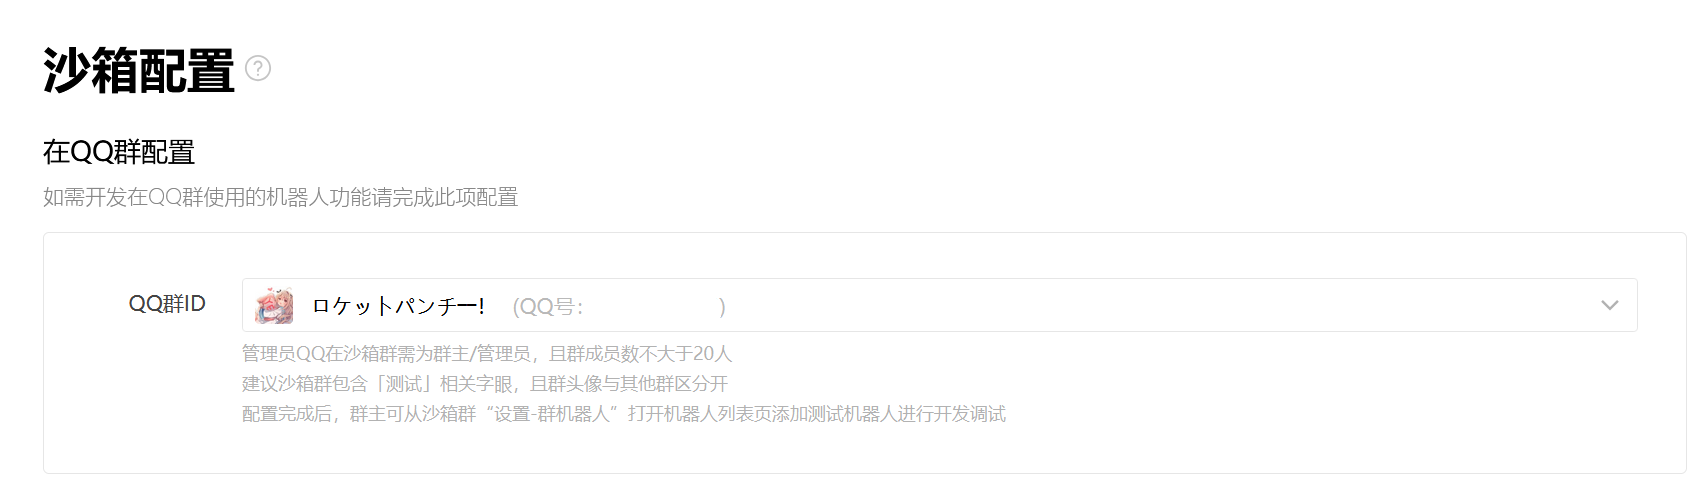 沙箱配置 ?
在QQ群配置
如需开发在QQ群使用的机器人功能请完成此项配置
QQ群ID
ロケットパンチー! (QQ号: )
管理员QQ在沙箱群需为群主/管理员，且群成员数不大于20人
建议沙箱群包含「测试」相关字眼，且群头像与其他群区分开
配置完成后，群主可从沙箱群“设置-群机器人”打开机器人列表页添加测试机器人进行开发调试